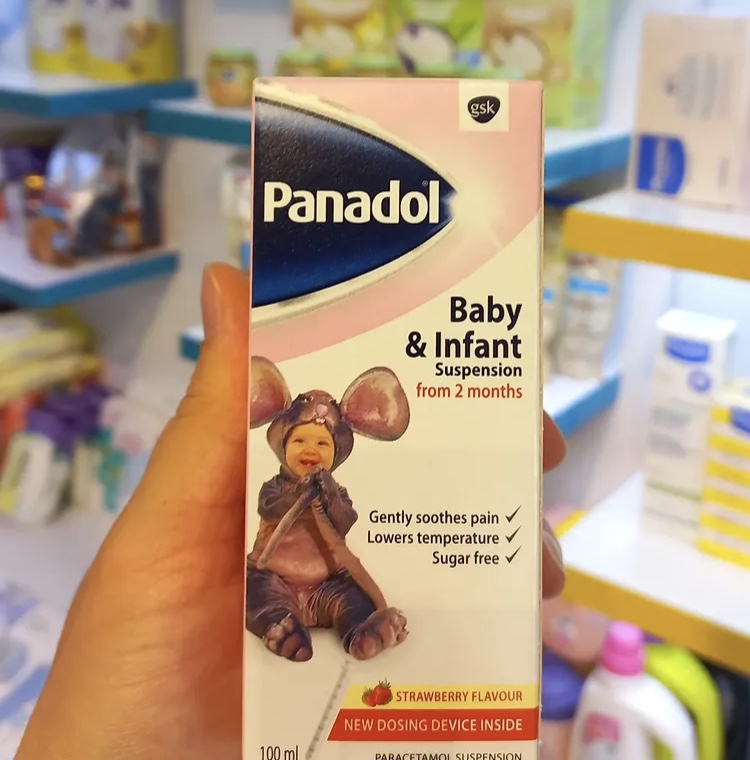 gsk
Panadol
Baby
& Infant
Suspension
from 2 months
Gently soothes pain ✓
Lowers temperature ✓
Sugar free ✓
STRAWBERRY FLAVOUR
NEW DOSING DEVICE INSIDE
100 ml
PARACETAMOL SUSPENSION